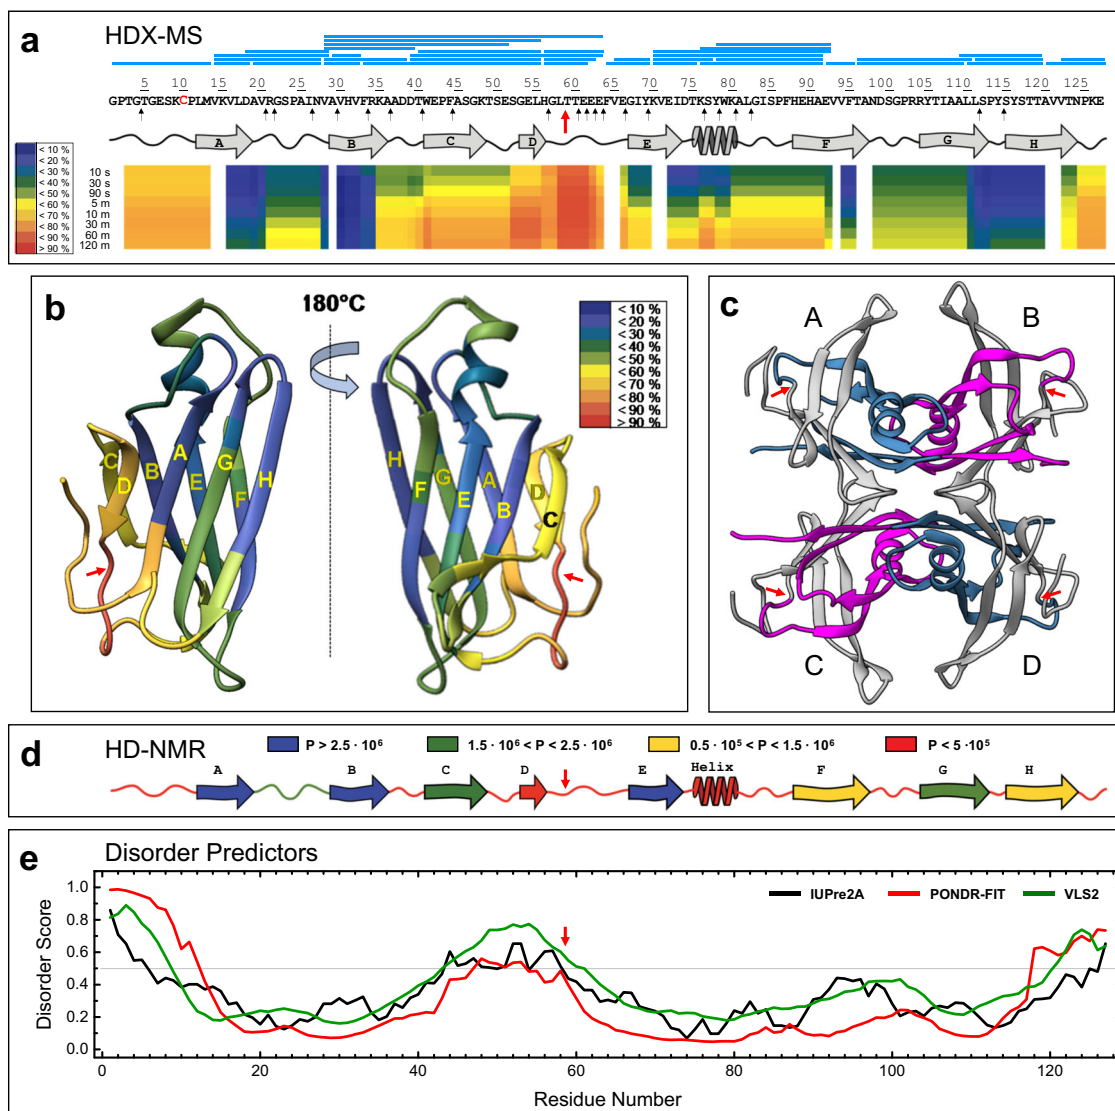 a HDX-MS
5 10 15 20 25 30 35 40 45 50 55 60 65 70 75 80 85 90 95 100 105 110 115 120 125
GPTGTGESKCPLMVKVLDAVRGSPAINVAVHVFRKAADDTWEPFASGKTSESGELHGLTTEEEFVEGIYKVEIDTKSYWKALGISPFHEHAEVVFTANDSGPRRYTIAALLSPYSYSTTAVVTNPKE
A B C D E F G H
< 10 %
< 20 %
< 30 %
< 40 %
< 50 %
< 60 %
< 70 %
< 80 %
< 90 %
> 90 %
10 s
30 s
90 s
5 m
10 m
30 m
60 m
120 m
b
180°C
C D B A E G F H
H F G E A B D C
< 10 %
< 20 %
< 30 %
< 40 %
< 50 %
< 60 %
< 70 %
< 80 %
< 90 %
> 90 %
c
A B
C D
d HD-NMR
P > 2.5 · 10⁶ 1.5 · 10⁶ < P < 2.5 · 10⁶ 0.5 · 10⁵ < P < 1.5 · 10⁶ P < 5 · 10⁵
A B C D E Helix F G H
e Disorder Predictors
IUPre2A PONDR-FIT VLS2
Disorder Score
1.0
0.8
0.6
0.4
0.2
0.0
0 20 40 60 80 100 120
Residue Number